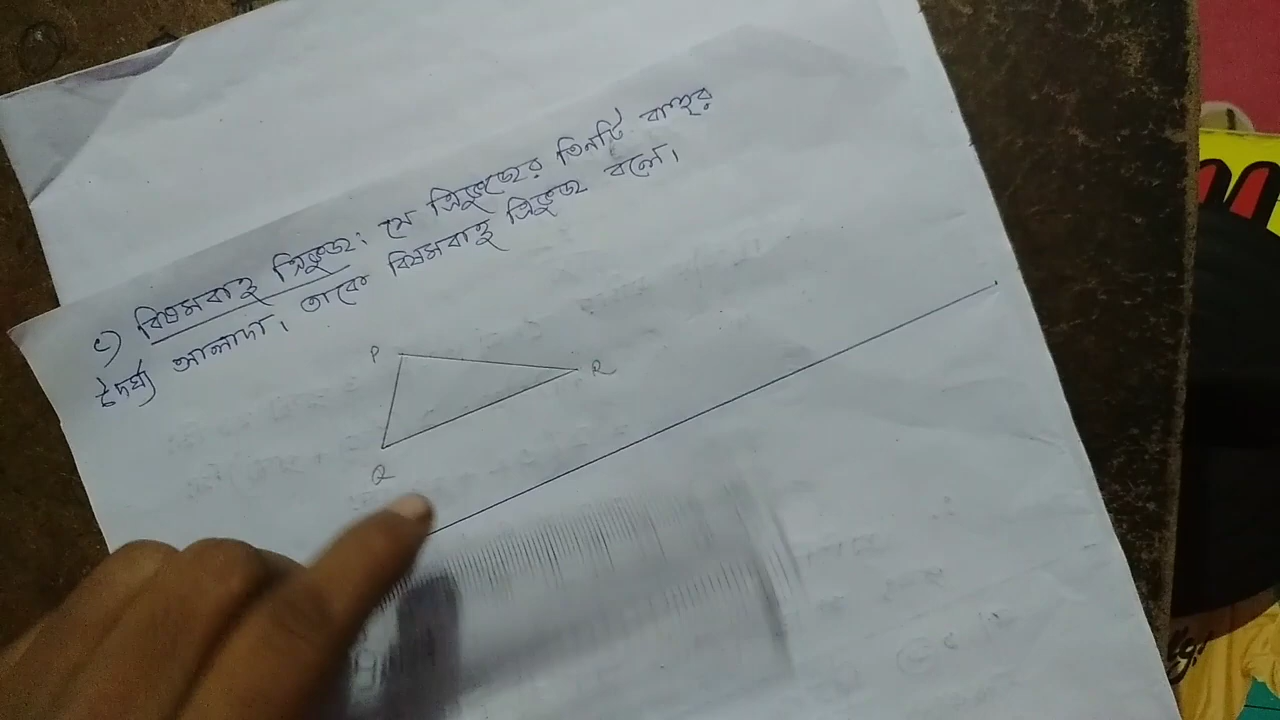 ৩) বিষমবাহু ত্রিভুজ: যে ত্রিভুজের তিনটি বাহুর
দৈর্ঘ্য আলাদা। তাকে বিষমবাহু ত্রিভুজ বলে।
P
R
Q